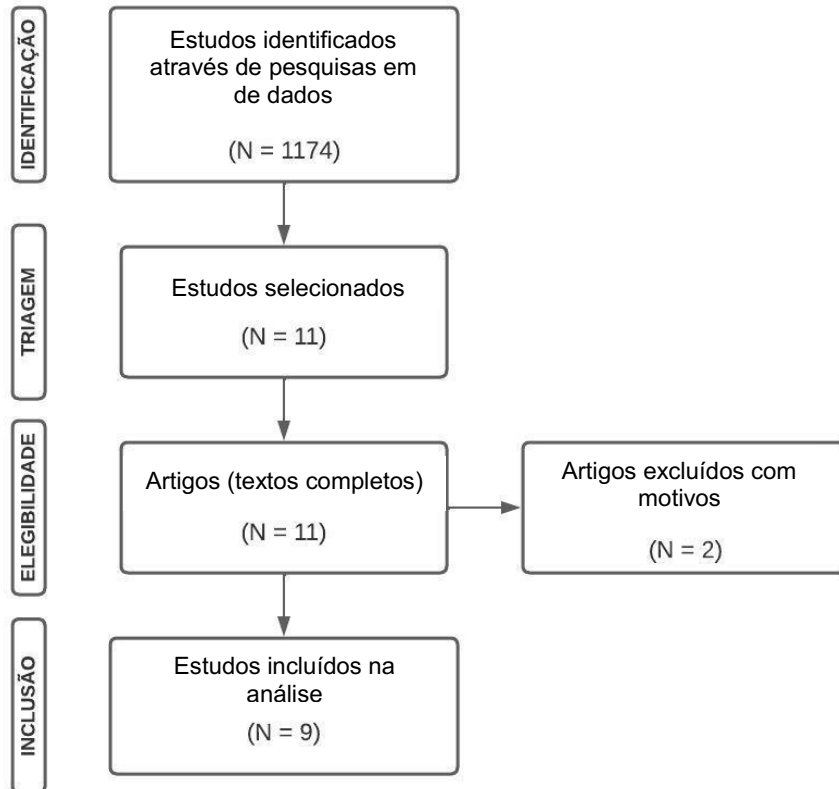 IDENTIFICAÇÃO
Estudos identificados
através de pesquisas em
de dados
(N = 1174)
TRIAGEM
Estudos selecionados
(N = 11)
ELEGIBILIDADE
Artigos (textos completos)
(N = 11)
Artigos excluídos com
motivos
(N = 2)
INCLUSÃO
Estudos incluídos na
análise
(N = 9)